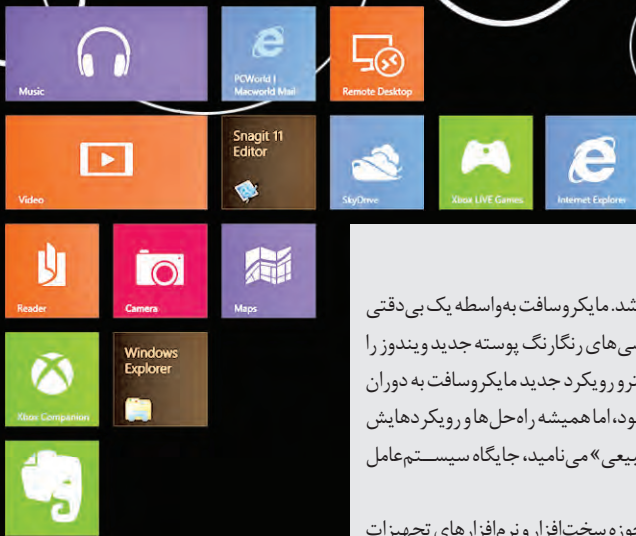 Music
PCWorld |
Macworld Mail
Remote Desktop
Video
Snagit 11
Editor
SkyDrive
Xbox LIVE Games
Internet Explorer
Reader
Camera
Maps
Xbox Companion
Windows
Explorer
شد. مایکروسافت به‌واسطه یک بی‌دقتی
سی‌های رنگارنگ پوسته جدید ویندوز را
ترو رویکرد جدید مایکروسافت به دوران
ود، اما همیشه راه‌حل‌ها و رویکردهایش
بیعی» می‌نامید، جایگاه سیستم‌عامل
حوزه سخت‌افزار و نرم‌افزارهای تجهیزات